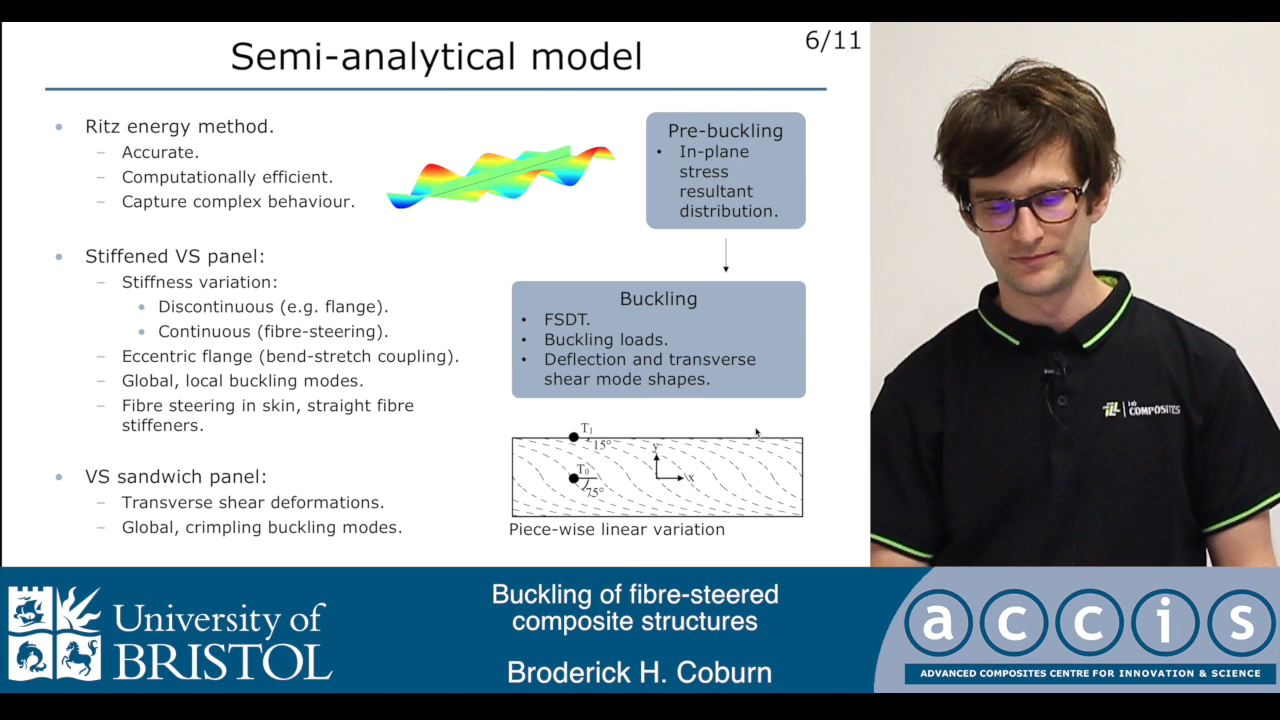 6/11
Semi-analytical model
• Ritz energy method.
– Accurate.
– Computationally efficient.
– Capture complex behaviour.
• Stiffened VS panel:
– Stiffness variation:
• Discontinuous (e.g. flange).
• Continuous (fibre-steering).
– Eccentric flange (bend-stretch coupling).
– Global, local buckling modes.
– Fibre steering in skin, straight fibre
stiffeners.
• VS sandwich panel:
– Transverse shear deformations.
– Global, crimpling buckling modes.
Pre-buckling
• In-plane
stress
resultant
distribution.
Buckling
• FSDT.
• Buckling loads.
• Deflection and transverse
shear mode shapes.
T₁
15°
y
T₀
x
75°
Piece-wise linear variation
COMPOSITES
University of
BRISTOL
Buckling of fibre-steered
composite structures
Broderick H. Coburn
accis
ADVANCED COMPOSITES CENTRE FOR INNOVATION & SCIENCE